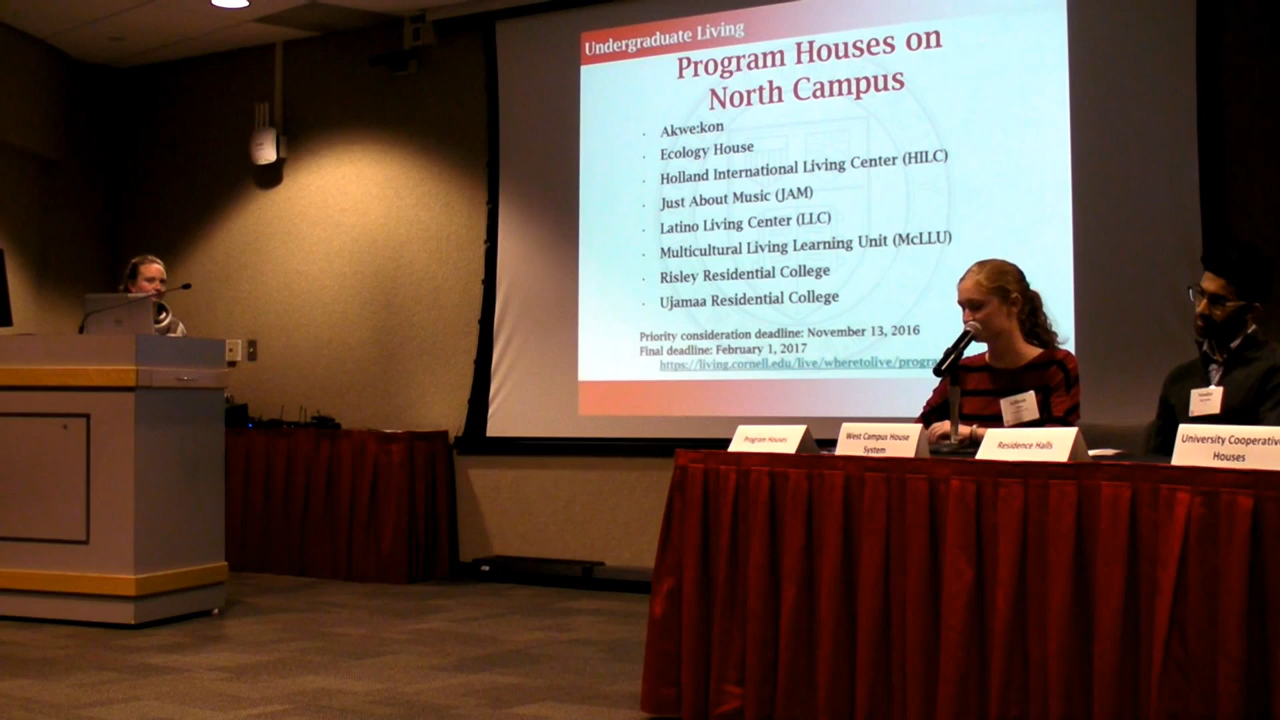 Undergraduate Living
Program Houses on
North Campus
· Akwe:kon
· Ecology House
· Holland International Living Center (HILC)
· Just About Music (JAM)
· Latino Living Center (LLC)
· Multicultural Living Learning Unit (McLLU)
· Risley Residential College
· Ujamaa Residential College
Priority consideration deadline: November 13, 2016
Final deadline: February 1, 2017
https://living.cornell.edu/live/wheretolive/progra
Program Houses
West Campus House
System
Residence Halls
University Cooperative
Houses